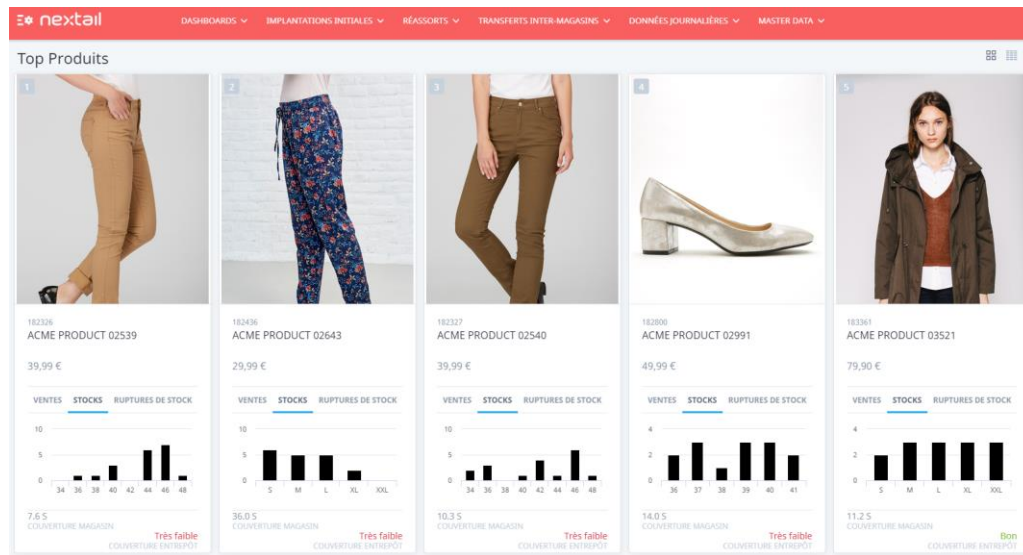 nextail
DASHBOARDS IMPLANTATIONS INITIALES RÉASSORTS TRANSFERTS INTER-MAGASINS DONNÉES JOURNALIÈRES MASTER DATA
Top Produits
1
182326
ACME PRODUCT 02539
39,99 €
VENTES STOCKS RUPTURES DE STOCK
10
5
0
34 36 38 40 42 44 46 48
7.6 S
COUVERTURE MAGASIN
Très faible
COUVERTURE ENTREPÔT
2
182436
ACME PRODUCT 02643
29,99 €
VENTES STOCKS RUPTURES DE STOCK
10
5
0
S M L XL XXL
36.0 S
COUVERTURE MAGASIN
Très faible
COUVERTURE ENTREPÔT
3
182327
ACME PRODUCT 02540
39,99 €
VENTES STOCKS RUPTURES DE STOCK
10
5
0
34 36 38 40 42 44 46 48
10.3 S
COUVERTURE MAGASIN
Très faible
COUVERTURE ENTREPÔT
4
182800
ACME PRODUCT 02991
49,99 €
VENTES STOCKS RUPTURES DE STOCK
4
2
0
36 37 38 39 40 41
14.0 S
COUVERTURE MAGASIN
Très faible
COUVERTURE ENTREPÔT
5
183361
ACME PRODUCT 03521
79,90 €
VENTES STOCKS RUPTURES DE STOCK
4
2
0
S M L XL XXL
11.2 S
COUVERTURE MAGASIN
Bon
COUVERTURE ENTREPÔT